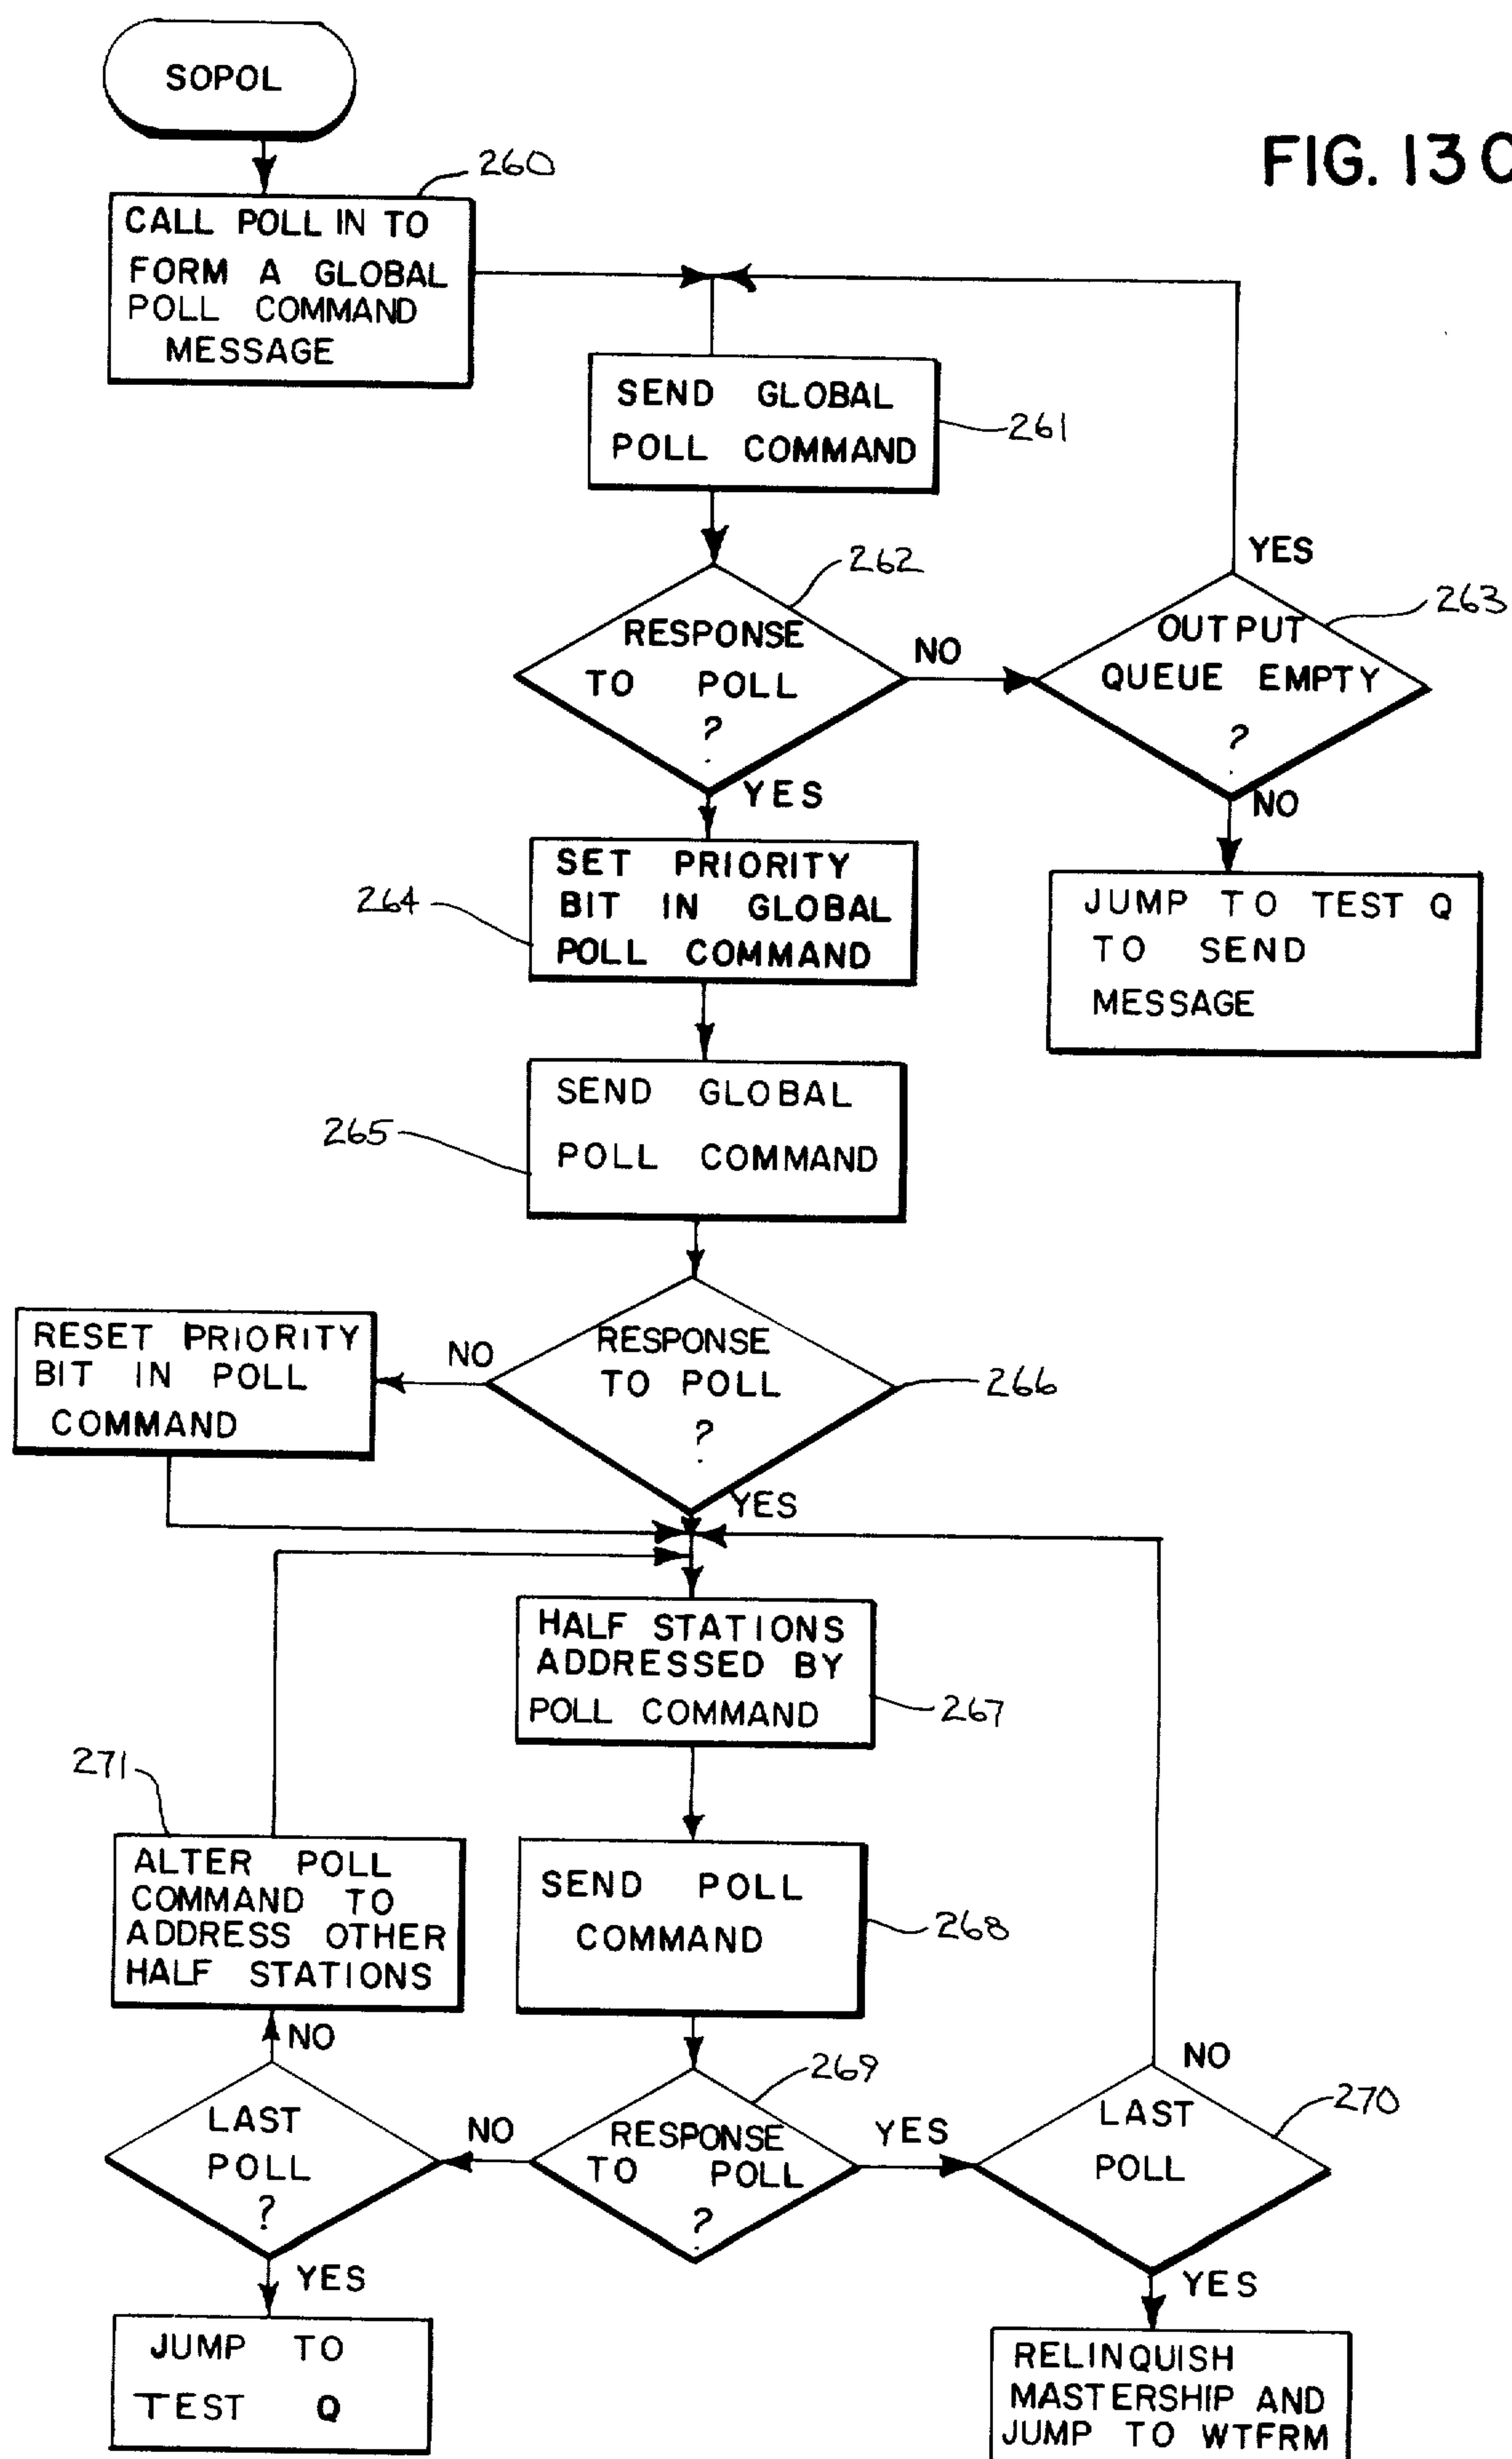 SOPOL
FIG. 13C
260
CALL POLL IN TO
FORM A GLOBAL
POLL COMMAND
MESSAGE
SEND GLOBAL
POLL COMMAND
261
262
RESPONSE
TO POLL
?
NO
YES
YES
263
OUTPUT
QUEUE EMPTY
?
NO
264
SET PRIORITY
BIT IN GLOBAL
POLL COMMAND
JUMP TO TEST Q
TO SEND
MESSAGE
265
SEND GLOBAL
POLL COMMAND
RESET PRIORITY
BIT IN POLL
COMMAND
NO
RESPONSE
TO POLL
?
266
YES
HALF STATIONS
ADDRESSED BY
POLL COMMAND
267
271
ALTER POLL
COMMAND TO
ADDRESS OTHER
HALF STATIONS
SEND POLL
COMMAND
268
NO
LAST
POLL
?
NO
269
RESPONSE
TO POLL
?
YES
NO
270
LAST
POLL
YES
YES
JUMP TO
TEST Q
RELINQUISH
MASTERSHIP AND
JUMP TO WTFRM